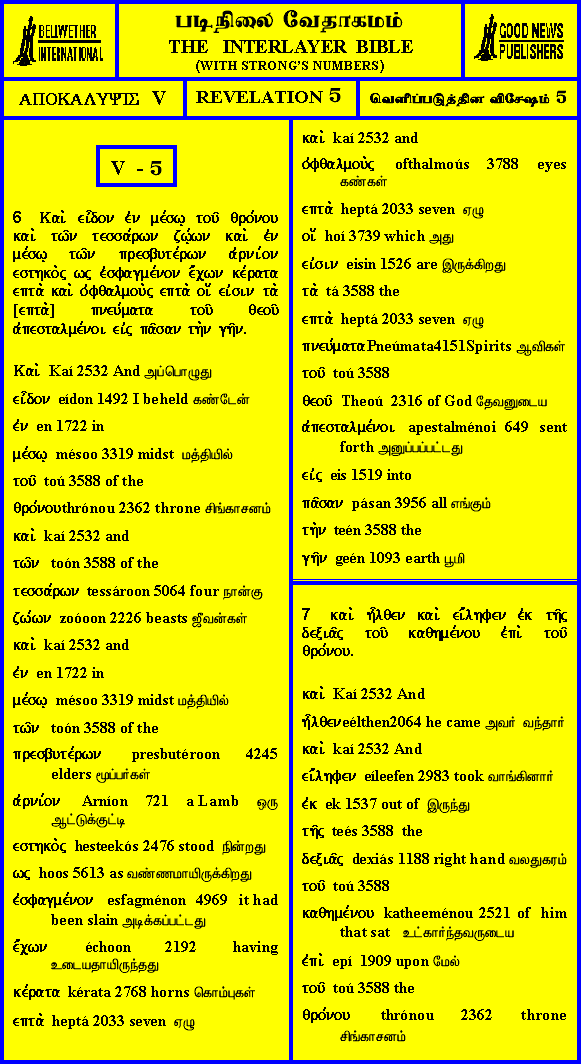 BELLWETHER
INTERNATIONAL
படிநிலை வேதாகமம்
THE INTERLAYER BIBLE
(WITH STRONG'S NUMBERS)
GOOD NEWS
PUBLISHERS
ΑΠΟΚΑΛΥΨΙΣ V
REVELATION 5
வெளிப்படுத்தின விசேஷம் 5
V - 5
6 Καὶ εἶδον ἐν μέσῳ τοῦ θρόνου
καὶ τῶν τεσσάρων ζῴων καὶ ἐν
μέσῳ τῶν πρεσβυτέρων ἀρνίον
ἑστηκὸς ὡς ἐσφαγμένον ἔχων κέρατα
ἑπτὰ καὶ ὀφθαλμοὺς ἑπτὰ οἵ εἰσιν τὰ
[ἑπτὰ] πνεύματα τοῦ θεοῦ
ἀπεσταλμένοι εἰς πᾶσαν τὴν γῆν.
Καὶ Kaí 2532 And அப்பொழுது
εἶδον eídon 1492 I beheld கண்டேன்
ἐν en 1722 in
μέσῳ mésoo 3319 midst மத்தியில்
τοῦ toú 3588 of the
θρόνου thrónou 2362 throne சிங்காசனம்
καὶ kaí 2532 and
τῶν toón 3588 of the
τεσσάρων tessároon 5064 four நான்கு
ζῴων zoóoon 2226 beasts ஜீவன்கள்
καὶ kaí 2532 and
ἐν en 1722 in
μέσῳ mésoo 3319 midst மத்தியில்
τῶν toón 3588 of the
πρεσβυτέρων presbutéroon 4245
elders மூப்பர்கள்
ἀρνίον Arníon 721 a Lamb ஒரு
ஆட்டுக்குட்டி
ἑστηκὸς hesteekós 2476 stood நின்றது
ὡς hoos 5613 as வண்ணமாயிருக்கிறது
ἐσφαγμένον esfagménon 4969 it had
been slain அடிக்கப்பட்டது
ἔχων échoon 2192 having
உடையதாயிருந்தது
κέρατα kérata 2768 horns கொம்புகள்
ἑπτὰ heptá 2033 seven ஏழு
καὶ kaí 2532 and
ὀφθαλμοὺς ofthalmoús 3788 eyes
கண்கள்
ἑπτὰ heptá 2033 seven ஏழு
οἵ hoí 3739 which அது
εἰσιν eisin 1526 are இருக்கிறது
τὰ tá 3588 the
ἑπτὰ heptá 2033 seven ஏழு
πνεύματα Pneúmata4151Spirits ஆவிகள்
τοῦ toú 3588
θεοῦ Theoú 2316 of God தேவனுடைய
ἀπεσταλμένοι apestalménoi 649 sent
forth அனுப்பப்பட்டது
εἰς eis 1519 into
πᾶσαν pásan 3956 all எங்கும்
τὴν teén 3588 the
γῆν geén 1093 earth பூமி
7 καὶ ἦλθεν καὶ εἴληφεν ἐκ τῆς
δεξιᾶς τοῦ καθημένου ἐπὶ τοῦ
θρόνου.
καὶ Kaí 2532 And
ἦλθεν eélthen2064 he came அவர் வந்தார்
καὶ kaí 2532 And
εἴληφεν eíleefen 2983 took வாங்கினார்
ἐκ ek 1537 out of இருந்து
τῆς teés 3588 the
δεξιᾶς dexiás 1188 right hand வலதுகரம்
τοῦ toú 3588
καθημένου katheeménou 2521 of him
that sat உட்கார்ந்தவருடைய
ἐπὶ epí 1909 upon மேல்
τοῦ toú 3588 the
θρόνου thrónou 2362 throne
சிங்காசனம்